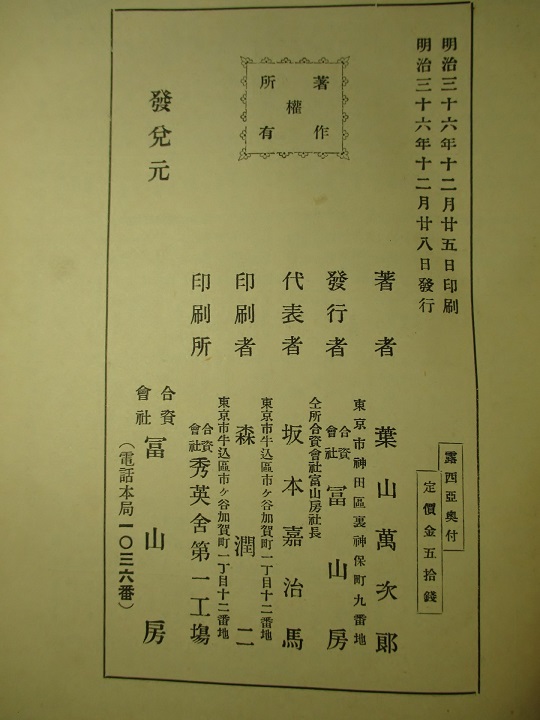 明治三十六年十二月廿五日印刷
明治三十六年十二月廿八日發行
露西亞奧付
定價金五拾錢
著作
權
所有
著者 葉山萬次郎
東京市神田區裏神保町九番地
發行者 合資會社 冨山房
仝所合資會社富山房社長
代表者 坂本嘉治馬
東京市牛込區市ヶ谷加賀町一丁目十二番地
印刷者 森潤二
東京市牛込區市ヶ谷加賀町一丁目十二番地
印刷所 合資會社 秀英舍第一工場
發兌元 合資會社 冨山房
（電話本局一〇三六番）